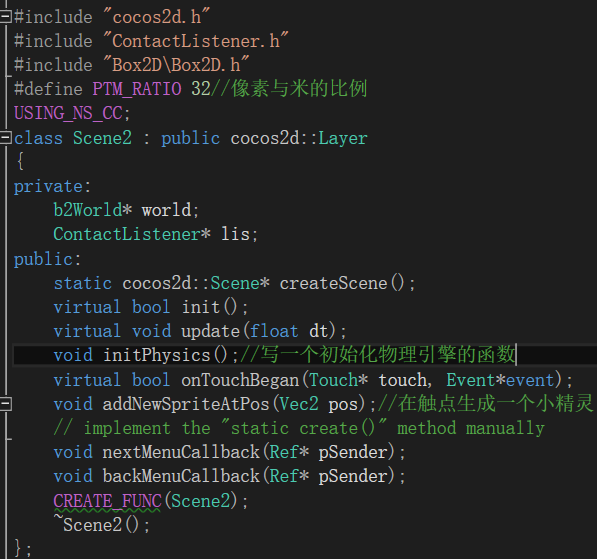 #include "cocos2d.h"
#include "ContactListener.h"
#include "Box2D\Box2D.h"
#define PTM_RATIO 32//像素与米的比例
USING_NS_CC;
class Scene2 : public cocos2d::Layer
{
private:
    b2World* world;
    ContactListener* lis;
public:
    static cocos2d::Scene* createScene();
    virtual bool init();
    virtual void update(float dt);
    void initPhysics();//写一个初始化物理引擎的函数
    virtual bool onTouchBegan(Touch* touch, Event*event);
    void addNewSpriteAtPos(Vec2 pos);//在触点生成一个小精灵
    // implement the "static create()" method manually
    void nextMenuCallback(Ref* pSender);
    void backMenuCallback(Ref* pSender);
    CREATE_FUNC(Scene2);
    ~Scene2();
};